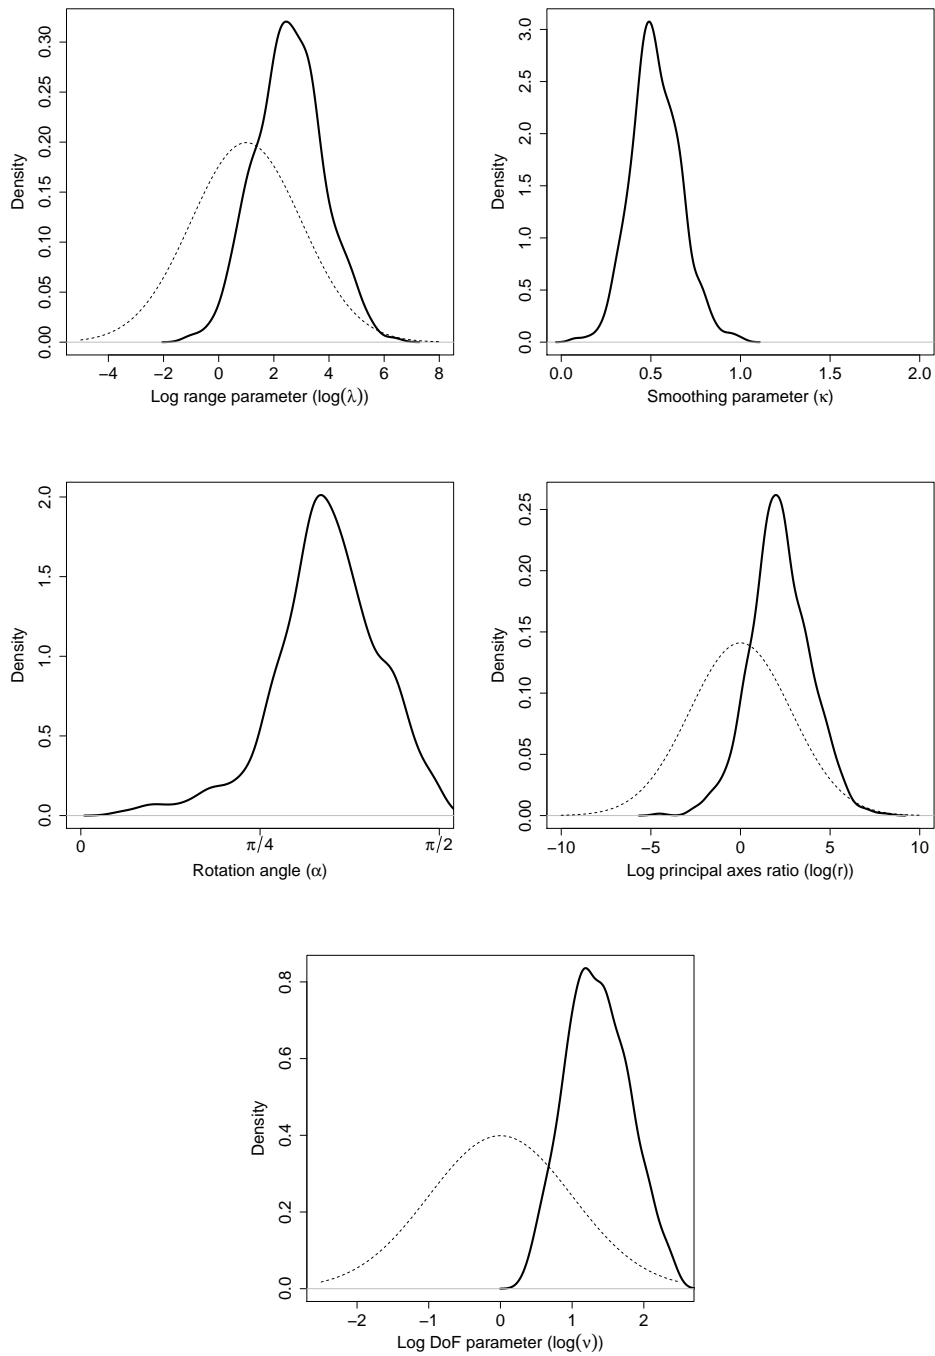 Density
0.00 0.05 0.10 0.15 0.20 0.25 0.30
−4 −2 0 2 4 6 8
Log range parameter (log(λ))
Density
0.0 0.5 1.0 1.5 2.0 2.5 3.0
0.0 0.5 1.0 1.5 2.0
Smoothing parameter (κ)
Density
0.0 0.5 1.0 1.5 2.0
0 π/4 π/2
Rotation angle (α)
Density
0.00 0.05 0.10 0.15 0.20 0.25
−10 −5 0 5 10
Log principal axes ratio (log(r))
Density
0.0 0.2 0.4 0.6 0.8
−2 −1 0 1 2
Log DoF parameter (log(ν))